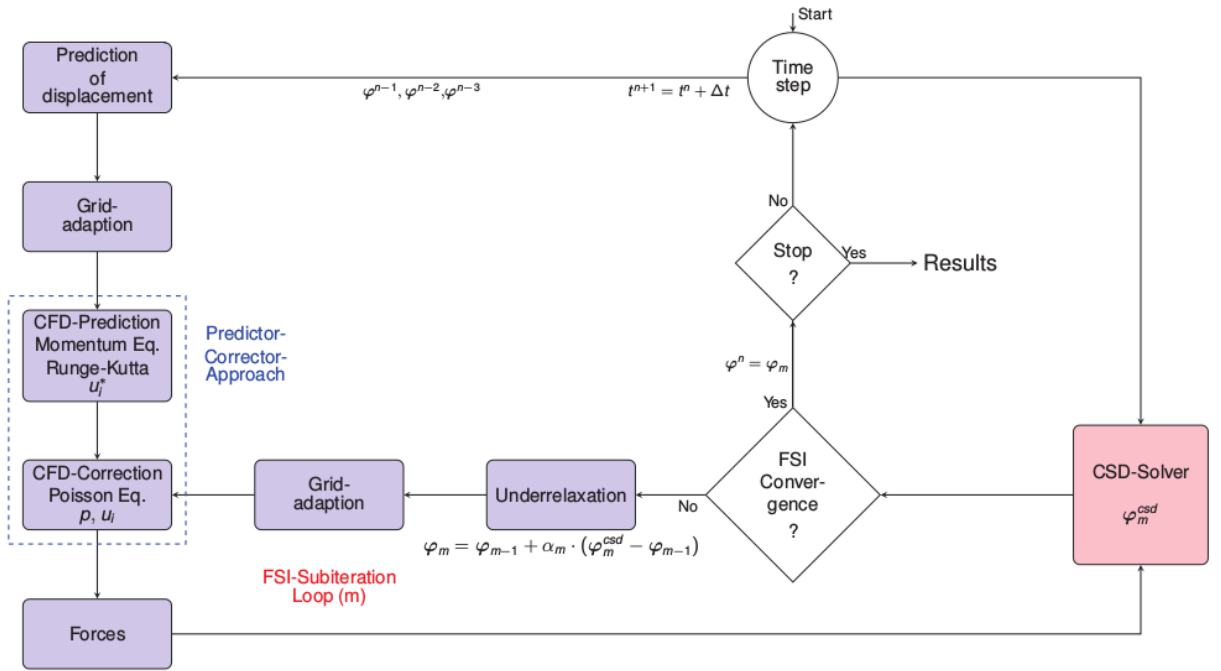 Start
Prediction
of
displacement
Time
step
φⁿ⁻¹, φⁿ⁻², φⁿ⁻³
tⁿ⁺¹ = tⁿ + Δt
Grid-
adaption
No
Stop
?
Yes
Results
CFD-Prediction
Momentum Eq.
Runge-Kutta
uᵢ*
Predictor-
Corrector-
Approach
φⁿ = φₘ
Yes
CFD-Correction
Poisson Eq.
p, uᵢ
Grid-
adaption
Underrelaxation
No
FSI
Conver-
gence
?
CSD-Solver
φₘᶜˢᵈ
φₘ = φₘ₋₁ + αₘ · (φₘᶜˢᵈ − φₘ₋₁)
FSI-Subiteration
Loop (m)
Forces